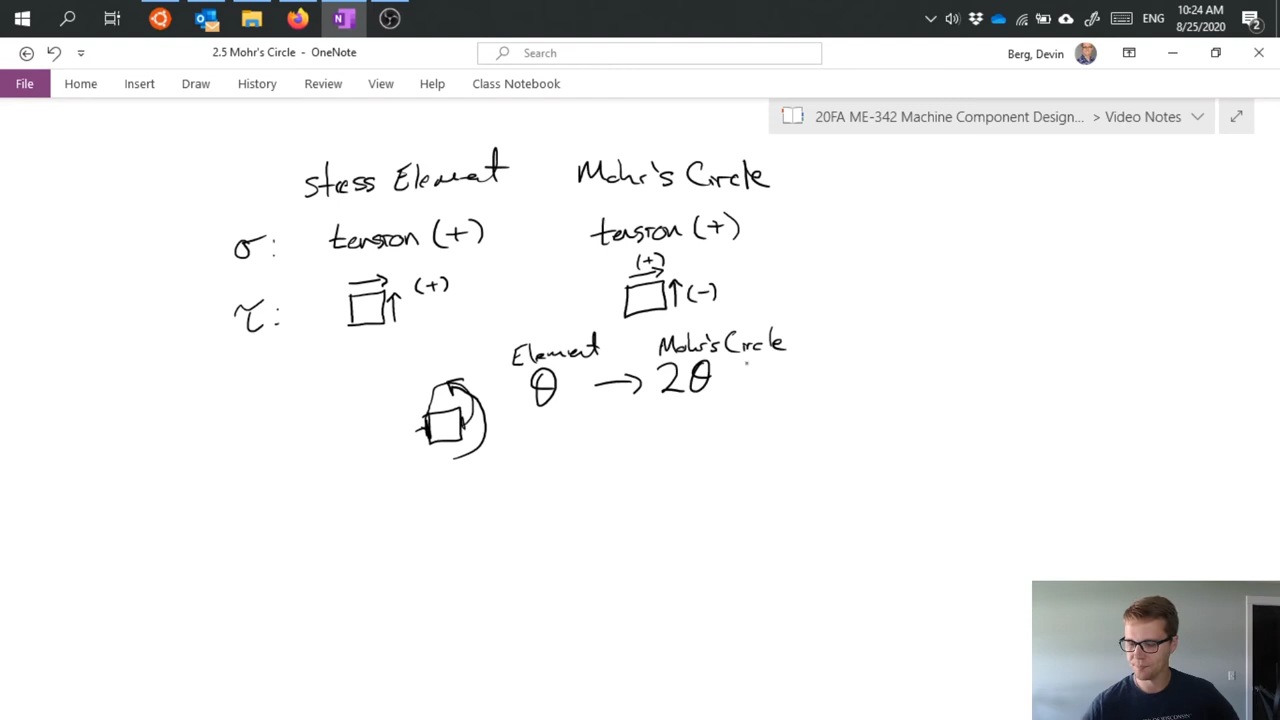 10:24 AM
ENG
8/25/2020
2
2.5 Mohr's Circle - OneNote
Search
Berg, Devin
File Home Insert Draw History Review View Help Class Notebook
20FA ME-342 Machine Component Design... > Video Notes
Stress Element Mohr's Circle
σ: tension (+) tension (+)
τ: (+) (+) (-)
Element Mohr's Circle
θ → 2θ